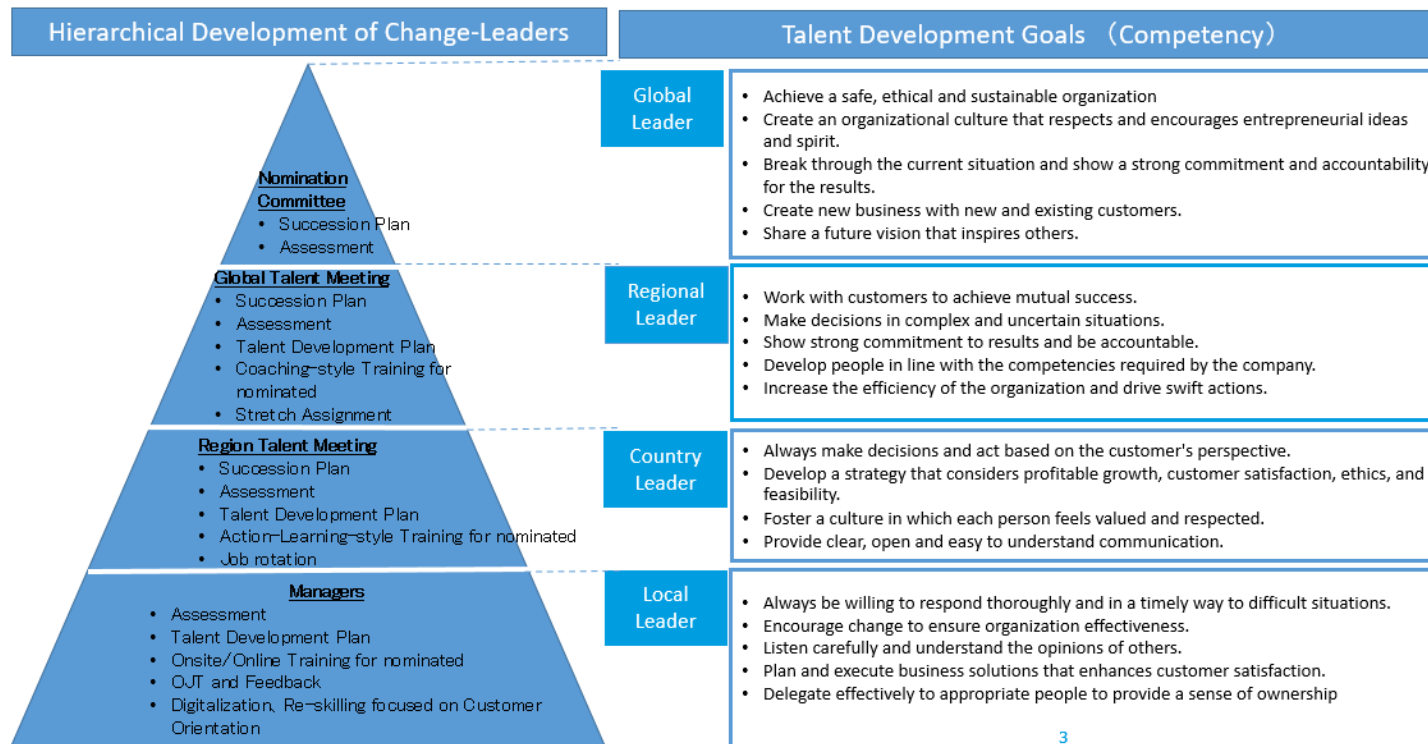 Hierarchical Development of Change-Leaders
Talent Development Goals （Competency）
Nomination
Committee
• Succession Plan
• Assessment
Global Leader
• Achieve a safe, ethical and sustainable organization
• Create an organizational culture that respects and encourages entrepreneurial ideas
and spirit.
• Break through the current situation and show a strong commitment and accountability
for the results.
• Create new business with new and existing customers.
• Share a future vision that inspires others.
Global Talent Meeting
• Succession Plan
• Assessment
• Talent Development Plan
• Coaching-style Training for
nominated
• Stretch Assignment
Regional
Leader
• Work with customers to achieve mutual success.
• Make decisions in complex and uncertain situations.
• Show strong commitment to results and be accountable.
• Develop people in line with the competencies required by the company.
• Increase the efficiency of the organization and drive swift actions.
Region Talent Meeting
• Succession Plan
• Assessment
• Talent Development Plan
• Action-Learning-style Training for nominated
• Job rotation
Country
Leader
• Always make decisions and act based on the customer's perspective.
• Develop a strategy that considers profitable growth, customer satisfaction, ethics, and
feasibility.
• Foster a culture in which each person feels valued and respected.
• Provide clear, open and easy to understand communication.
Managers
• Assessment
• Talent Development Plan
• Onsite/Online Training for nominated
• OJT and Feedback
• Digitalization, Re-skilling focused on Customer
Orientation
Local
Leader
• Always be willing to respond thoroughly and in a timely way to difficult situations.
• Encourage change to ensure organization effectiveness.
• Listen carefully and understand the opinions of others.
• Plan and execute business solutions that enhances customer satisfaction.
• Delegate effectively to appropriate people to provide a sense of ownership
3